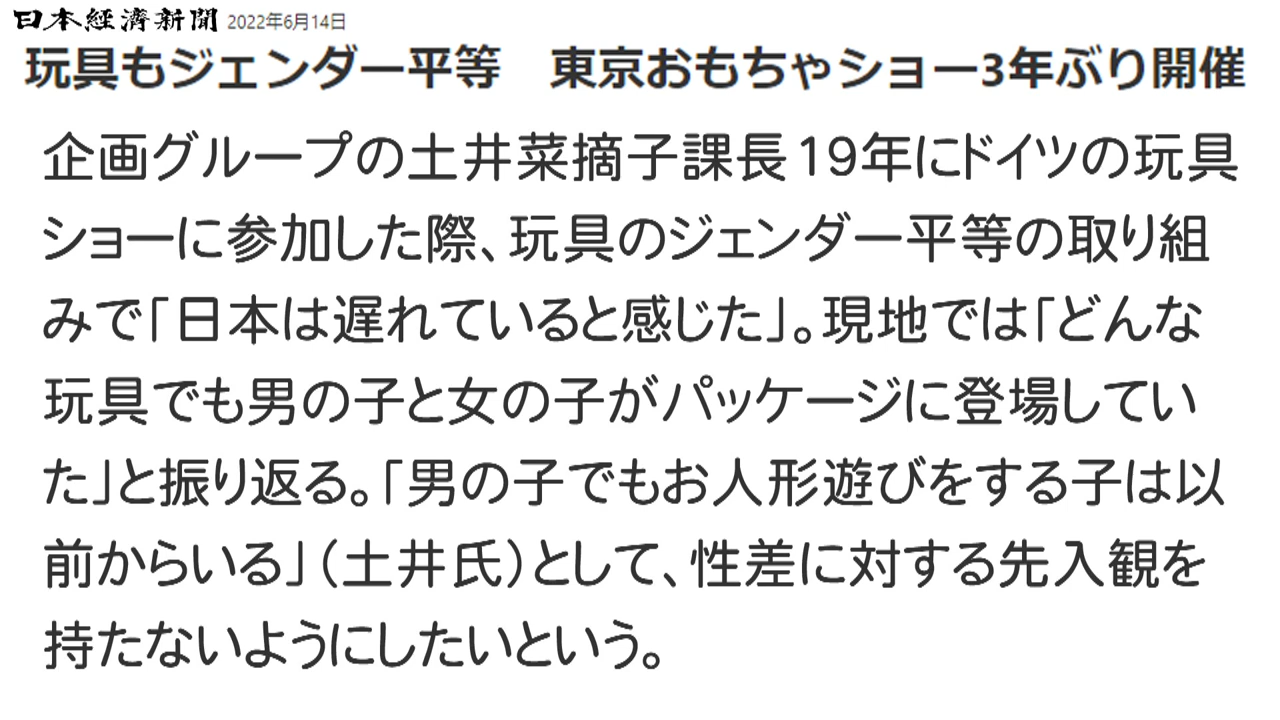 日本経済新聞 2022年6月14日
玩具もジェンダー平等　東京おもちゃショー3年ぶり開催
企画グループの土井菜摘子課長19年にドイツの玩具
ショーに参加した際、玩具のジェンダー平等の取り組
みで「日本は遅れていると感じた」。現地では「どんな
玩具でも男の子と女の子がパッケージに登場してい
た」と振り返る。「男の子でもお人形遊びをする子は以
前からいる」（土井氏）として、性差に対する先入観を
持たないようにしたいという。